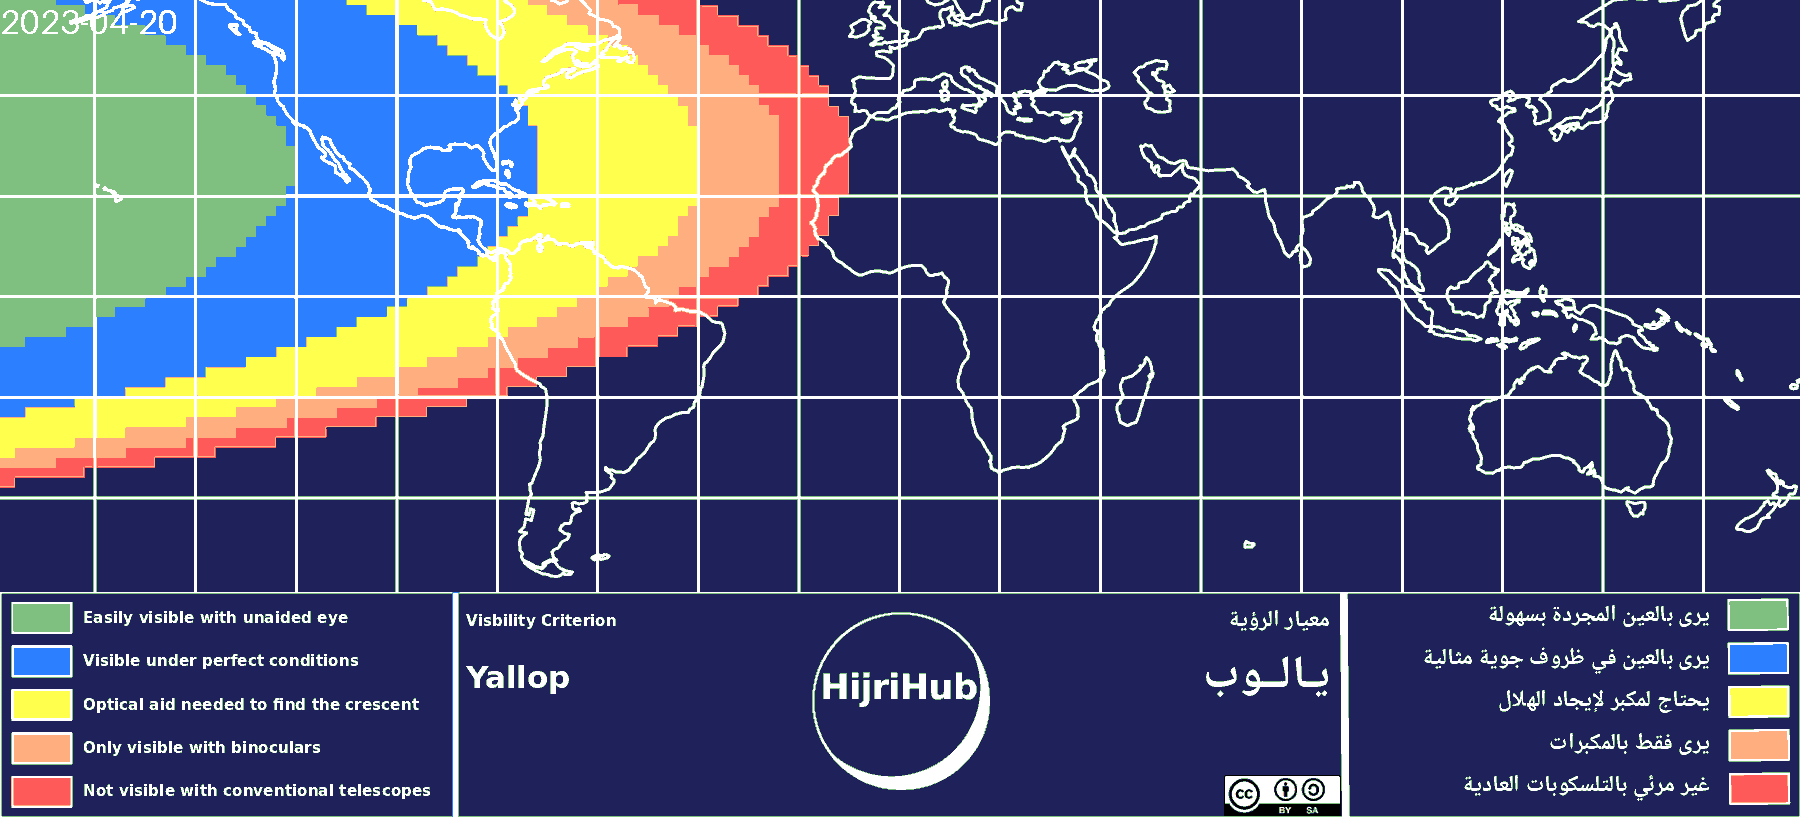 2023-04-20
Easily visible with unaided eye
Visible under perfect conditions
Optical aid needed to find the crescent
Only visible with binoculars
Not visible with conventional telescopes
Visbility Criterion
Yallop
HijriHub
معيار الرؤية
يـالـوب
cc BY SA
يرى بالعين المجردة بسهولة
يرى بالعين في ظروف جوية مثالية
يحتاج لمكبر لإيجاد الهلال
يرى فقط بالمكبرات
غير مرئي بالتلسكوبات العادية